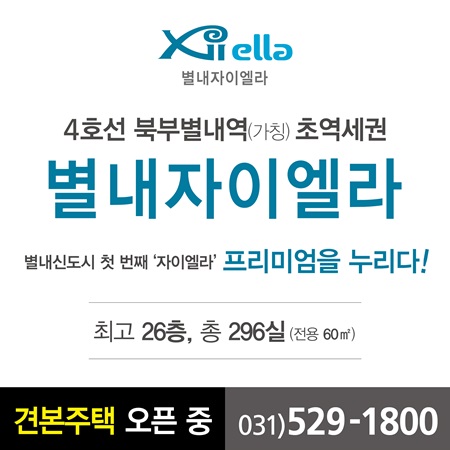 Xii ella
별내자이엘라
4호선 북부별내역(가칭) 초역세권
별내자이엘라
별내신도시 첫 번째 '자이엘라' 프리미엄을 누리다!
최고 26층, 총 296실 (전용 60㎡)
견본주택 오픈 중 031)529-1800